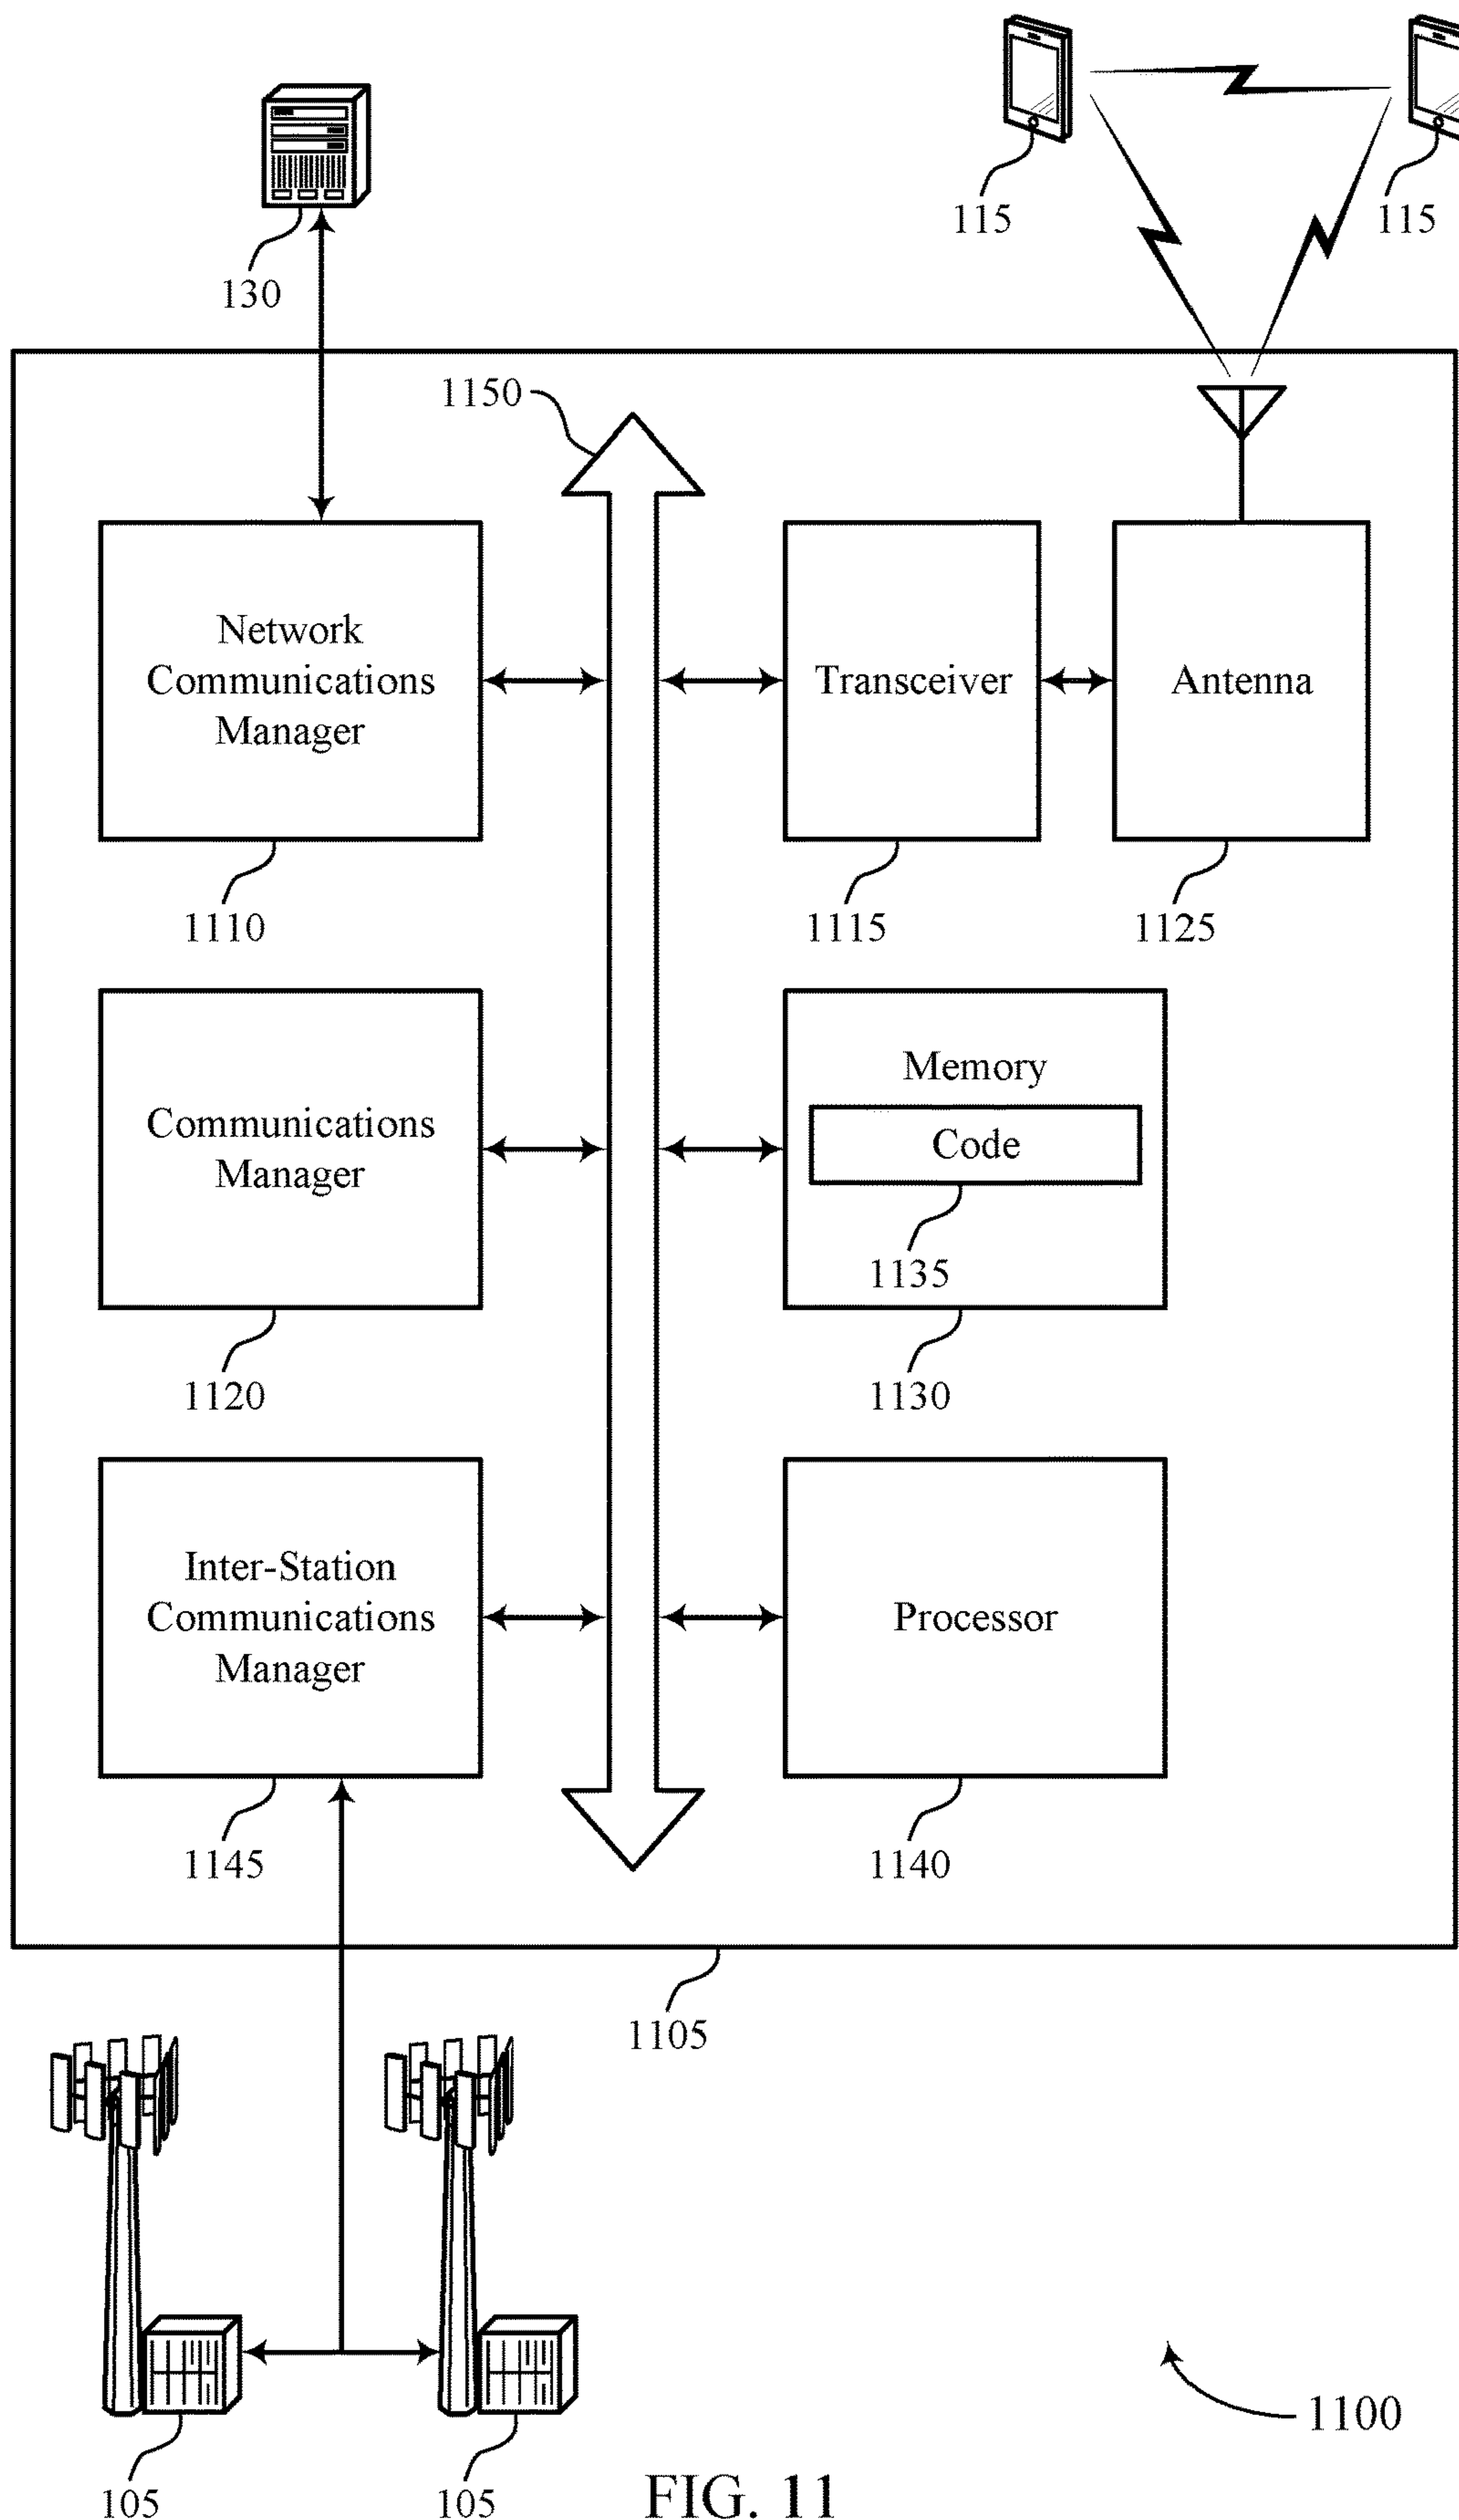 115
115
130
1150
Network
Communications
Manager
Transceiver
Antenna
1110
1115
1125
Communications
Manager
Memory
Code
1135
1120
1130
Inter-Station
Communications
Manager
Processor
1145
1140
1105
1100
105
105
FIG. 11